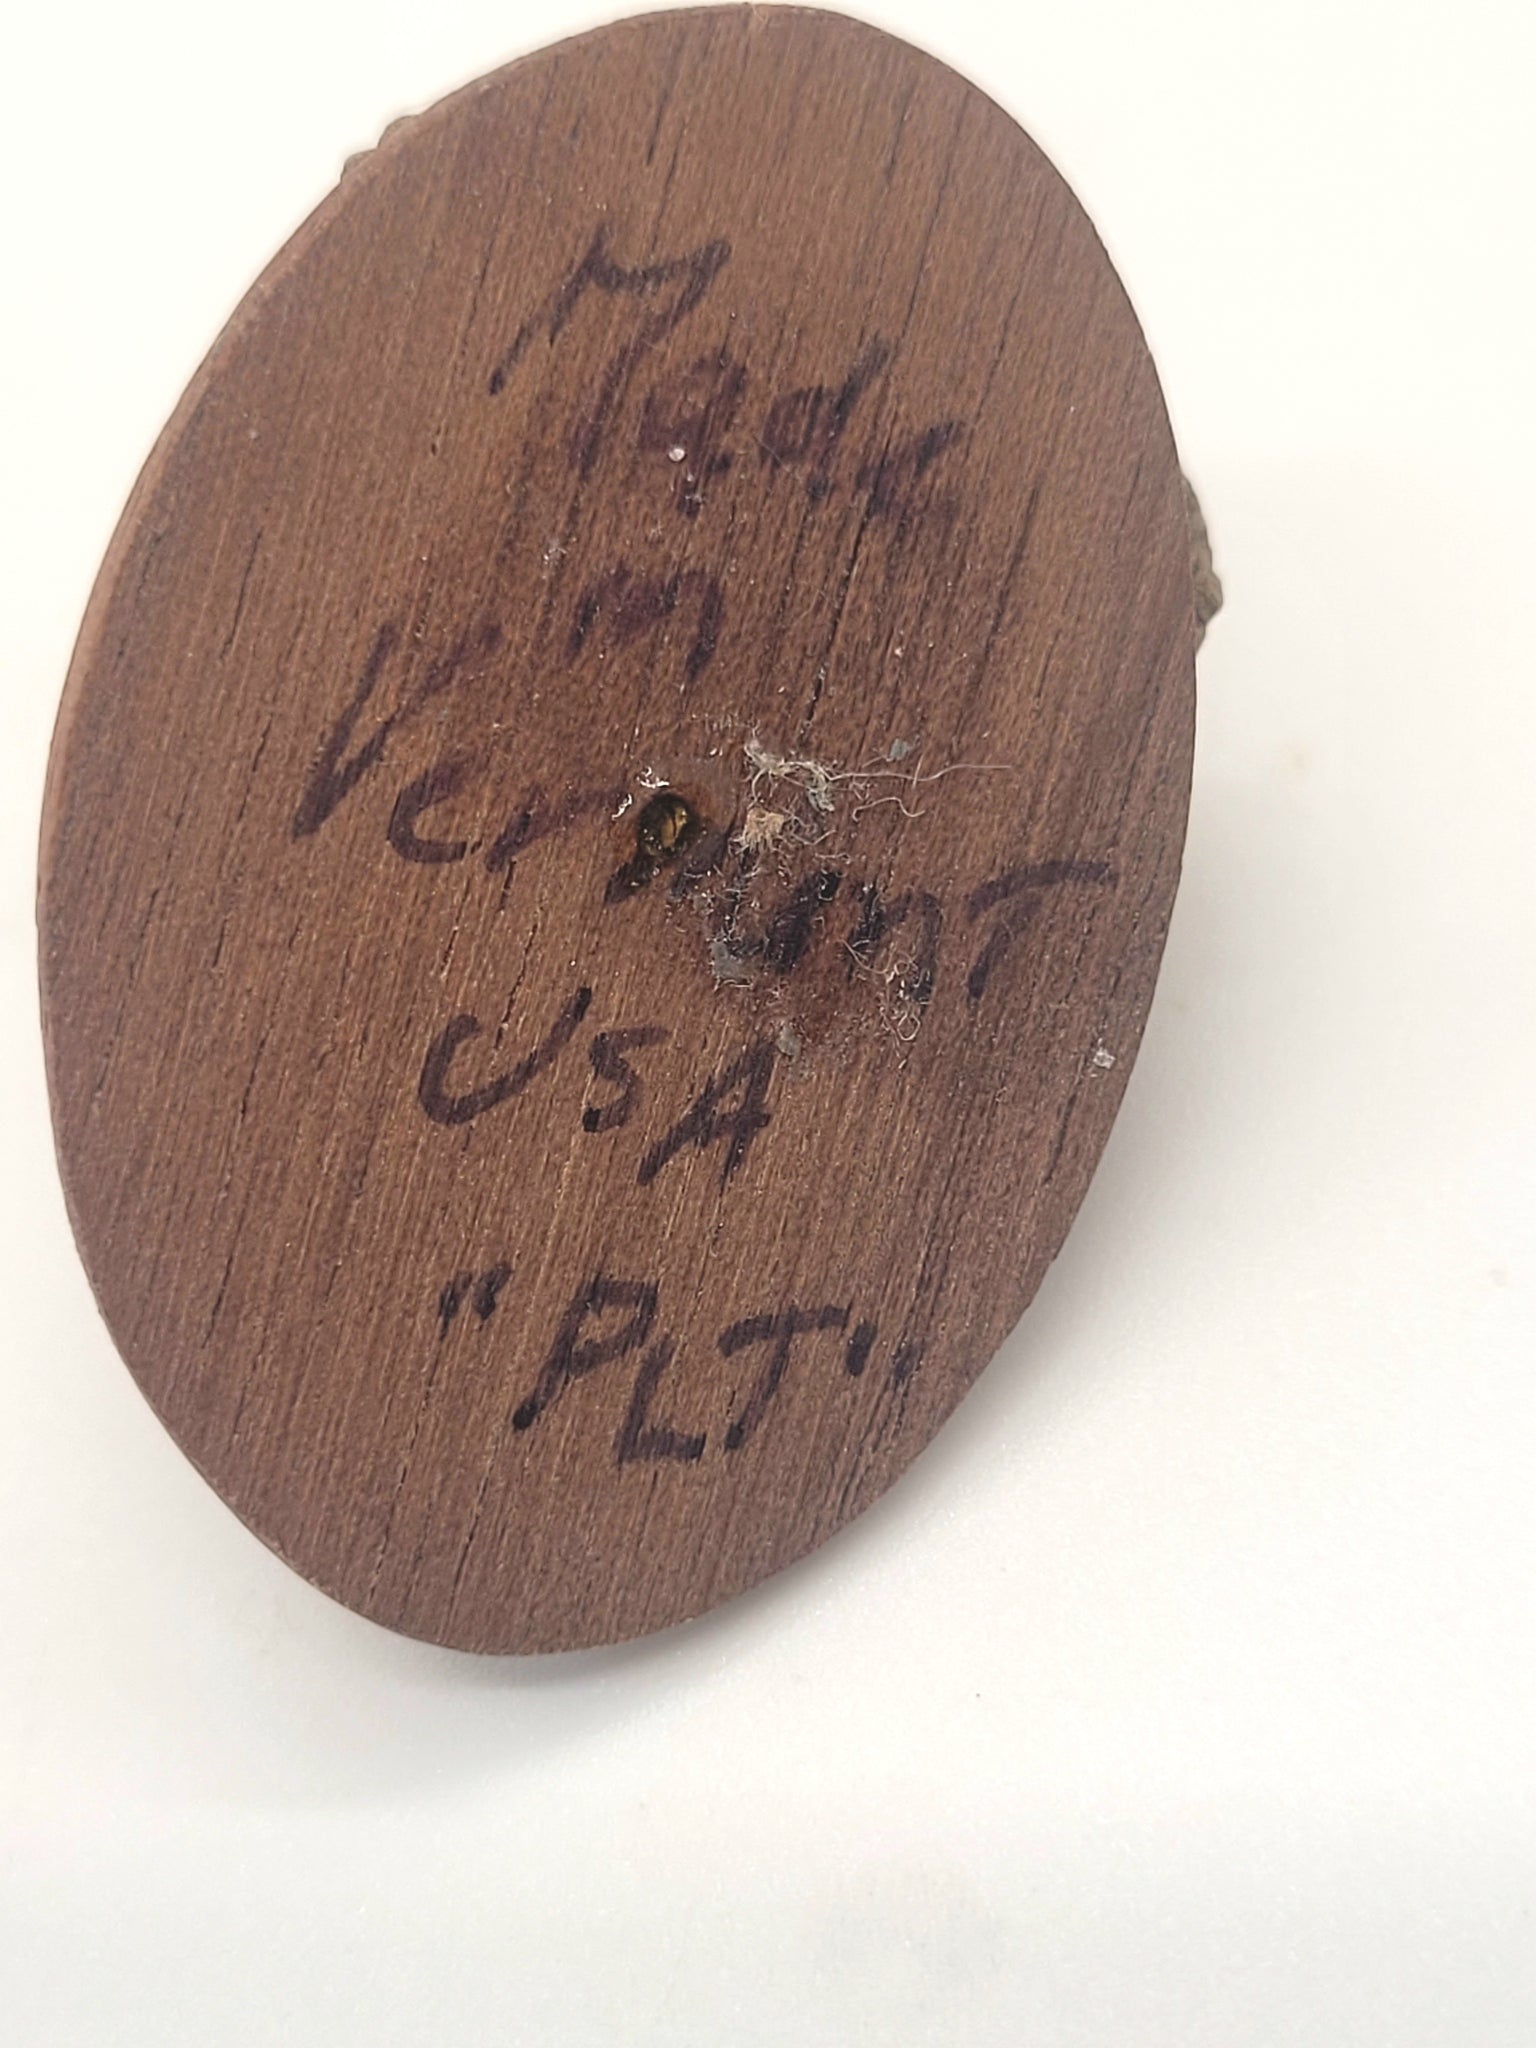 Made
in
Vermont
USA
"PLT".